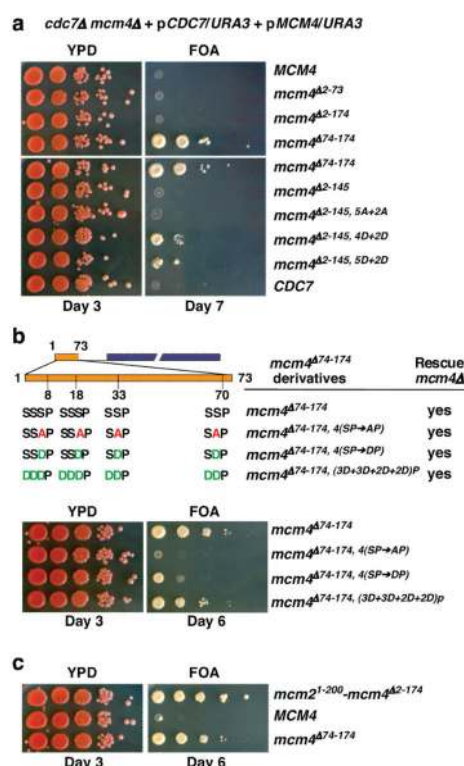 a cdc7Δ mcm4Δ + pCDC7/URA3 + pMCM4/URA3
YPD FOA
MCM4
mcm4Δ2-73
mcm4Δ2-174
mcm4Δ74-174
mcm4Δ74-174
mcm4Δ2-145
mcm4Δ2-145, 5A+2A
mcm4Δ2-145, 4D+2D
mcm4Δ2-145, 5D+2D
CDC7
Day 3 Day 7
b
1 73
mcm4Δ74-174 derivatives
Rescue mcm4Δ
1 73
8 18 33 70
SSSP SSSP SSP SSP mcm4Δ74-174 yes
SSAP SSAP SAP SAP mcm4Δ74-174, 4(SP→AP) yes
SSDP SSDP SDP SDP mcm4Δ74-174, 4(SP→DP) yes
DDDP DDDP DDP DDP mcm4Δ74-174, (3D+3D+2D+2D)P yes
YPD FOA
mcm4Δ74-174
mcm4Δ74-174, 4(SP→AP)
mcm4Δ74-174, 4(SP→DP)
mcm4Δ74-174, (3D+3D+2D+2D)p
Day 3 Day 6
c
YPD FOA
mcm21-200-mcm4Δ2-174
MCM4
mcm4Δ74-174
Day 3 Day 6